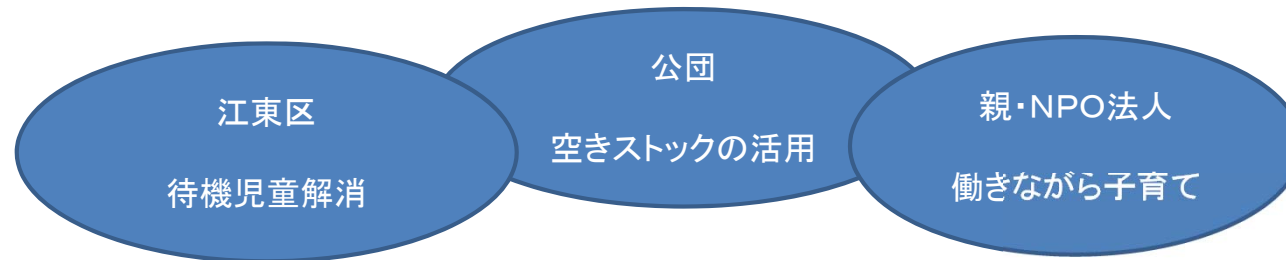 江東区
待機児童解消
公団
空きストックの活用
親・NPO法人
働きながら子育て